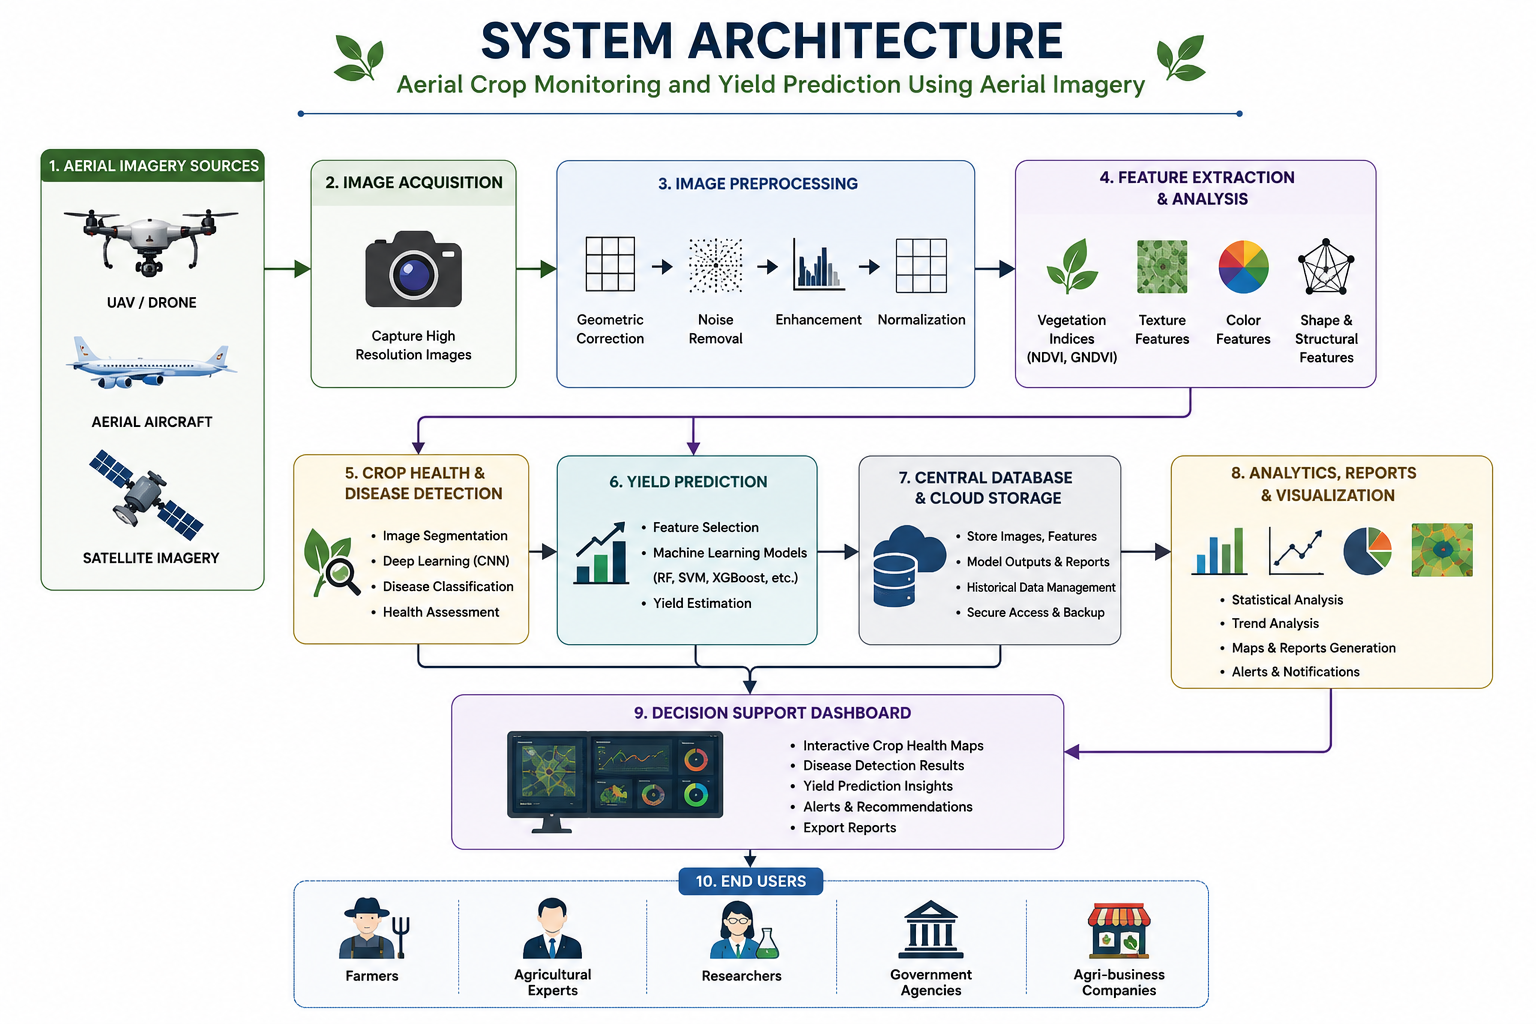 SYSTEM ARCHITECTURE
Aerial Crop Monitoring and Yield Prediction Using Aerial Imagery
1. AERIAL IMAGERY SOURCES
UAV / DRONE
AERIAL AIRCRAFT
SATELLITE IMAGERY
2. IMAGE ACQUISITION
Capture High
Resolution Images
3. IMAGE PREPROCESSING
Geometric
Correction
Noise
Removal
Enhancement
Normalization
4. FEATURE EXTRACTION
& ANALYSIS
Vegetation
Indices
(NDVI, GNDVI)
Texture
Features
Color
Features
Shape &
Structural
Features
5. CROP HEALTH &
DISEASE DETECTION
• Image Segmentation
• Deep Learning (CNN)
• Disease Classification
• Health Assessment
6. YIELD PREDICTION
• Feature Selection
• Machine Learning Models
(RF, SVM, XGBoost, etc.)
• Yield Estimation
7. CENTRAL DATABASE
& CLOUD STORAGE
• Store Images, Features
• Model Outputs & Reports
• Historical Data Management
• Secure Access & Backup
8. ANALYTICS, REPORTS
& VISUALIZATION
• Statistical Analysis
• Trend Analysis
• Maps & Reports Generation
• Alerts & Notifications
9. DECISION SUPPORT DASHBOARD
• Interactive Crop Health Maps
• Disease Detection Results
• Yield Prediction Insights
• Alerts & Recommendations
• Export Reports
10. END USERS
Farmers
Agricultural
Experts
Researchers
Government
Agencies
Agri-business
Companies